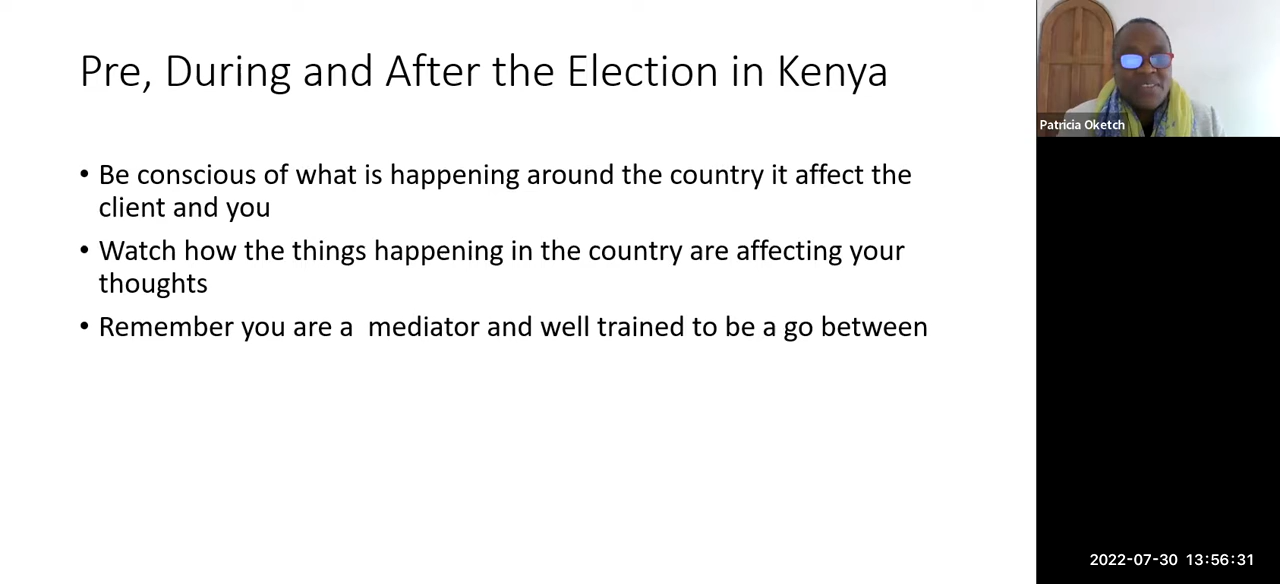 Pre, During and After the Election in Kenya
• Be conscious of what is happening around the country it affect the
client and you
• Watch how the things happening in the country are affecting your
thoughts
• Remember you are a  mediator and well trained to be a go between
Patricia Oketch
2022-07-30 13:56:31